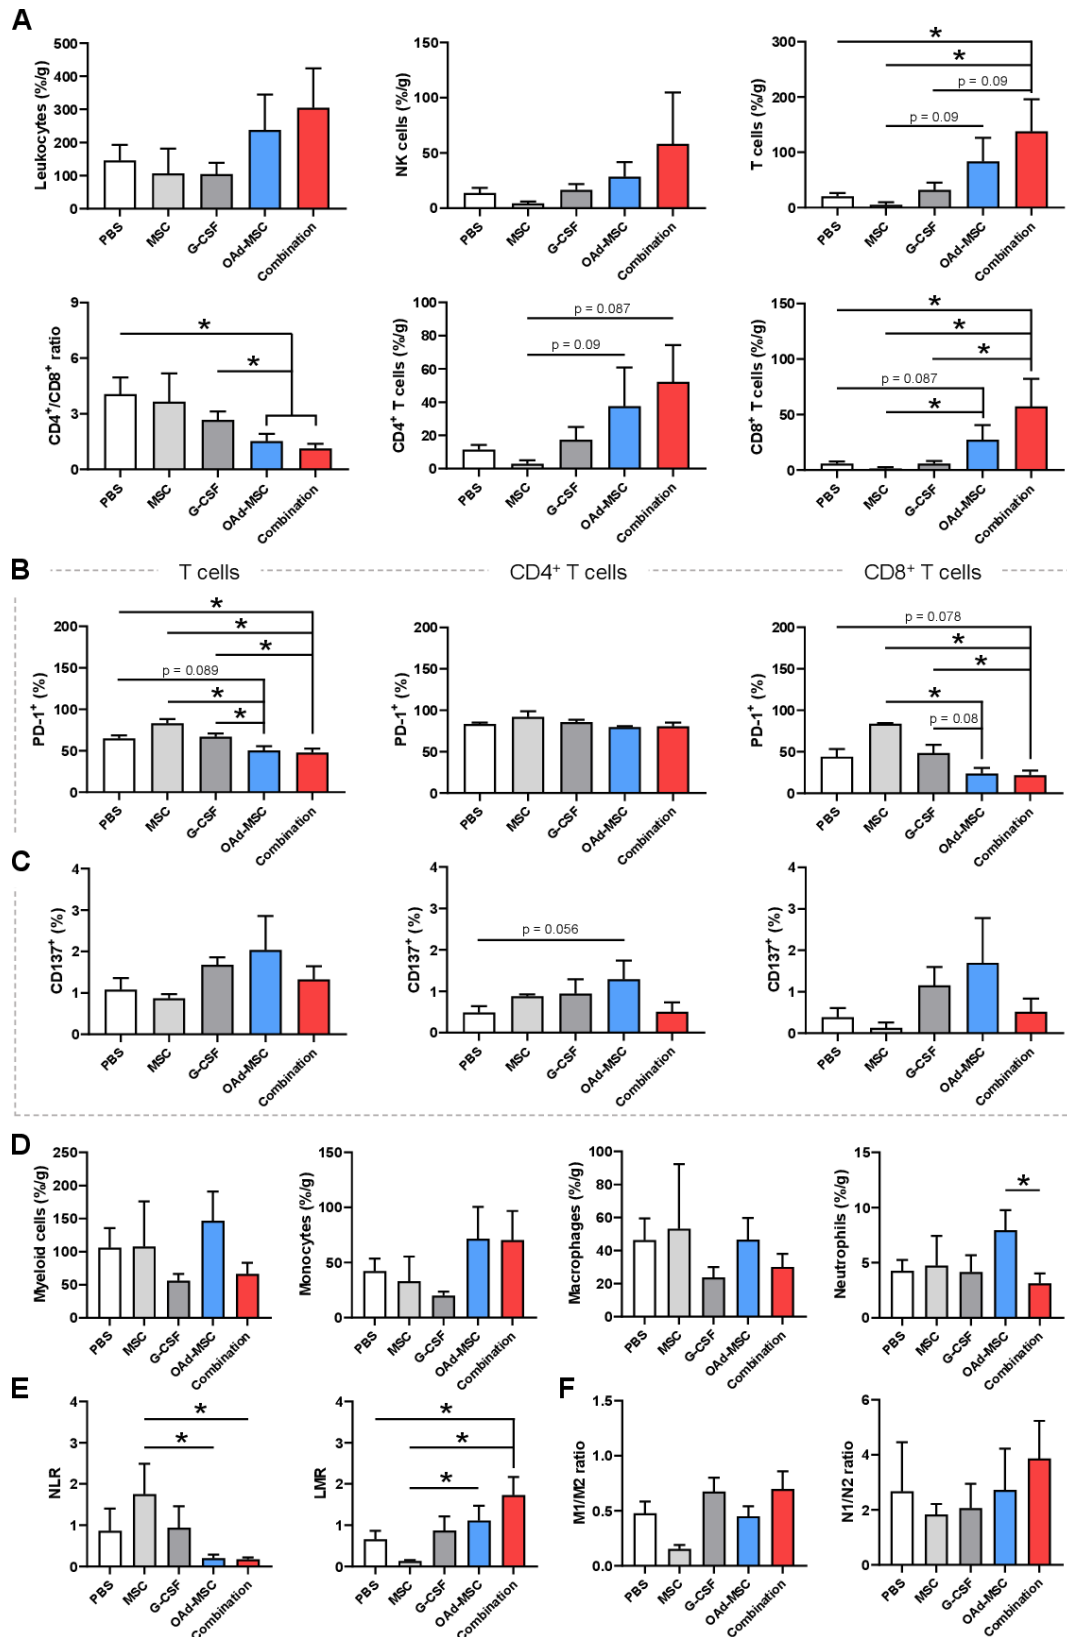 A
Leukocytes (%/g)
500
400
300
200
100
0
PBS
MSC
G-CSF
OAd-MSC
Combination
NK cells (%/g)
150
100
50
0
PBS
MSC
G-CSF
OAd-MSC
Combination
T cells (%/g)
300
200
100
0
*
*
p = 0.09
p = 0.09
PBS
MSC
G-CSF
OAd-MSC
Combination
CD4⁺/CD8⁺ ratio
9
6
3
0
*
*
PBS
MSC
G-CSF
OAd-MSC
Combination
CD4⁺ T cells (%/g)
100
80
60
40
20
0
p = 0.087
p = 0.09
PBS
MSC
G-CSF
OAd-MSC
Combination
CD8⁺ T cells (%/g)
150
100
50
0
*
*
*
p = 0.087
*
PBS
MSC
G-CSF
OAd-MSC
Combination
B
T cells
CD4⁺ T cells
CD8⁺ T cells
PD-1⁺ (%)
200
150
100
50
0
*
*
*
p = 0.089
*
*
PBS
MSC
G-CSF
OAd-MSC
Combination
PD-1⁺ (%)
200
150
100
50
0
PBS
MSC
G-CSF
OAd-MSC
Combination
PD-1⁺ (%)
200
150
100
50
0
p = 0.078
*
*
*
p = 0.08
PBS
MSC
G-CSF
OAd-MSC
Combination
C
CD137⁺ (%)
4
3
2
1
0
PBS
MSC
G-CSF
OAd-MSC
Combination
CD137⁺ (%)
4
3
2
1
0
p = 0.056
PBS
MSC
G-CSF
OAd-MSC
Combination
CD137⁺ (%)
4
3
2
1
0
PBS
MSC
G-CSF
OAd-MSC
Combination
D
Myeloid cells (%/g)
250
200
150
100
50
0
PBS
MSC
G-CSF
OAd-MSC
Combination
Monocytes (%/g)
150
100
50
0
PBS
MSC
G-CSF
OAd-MSC
Combination
Macrophages (%/g)
100
80
60
40
20
0
PBS
MSC
G-CSF
OAd-MSC
Combination
Neutrophils (%/g)
15
10
5
0
*
PBS
MSC
G-CSF
OAd-MSC
Combination
E
NLR
4
3
2
1
0
*
*
PBS
MSC
G-CSF
OAd-MSC
Combination
LMR
4
3
2
1
0
*
*
*
PBS
MSC
G-CSF
OAd-MSC
Combination
F
M1/M2 ratio
1.5
1.0
0.5
0.0
PBS
MSC
G-CSF
OAd-MSC
Combination
N1/N2 ratio
6
4
2
0
PBS
MSC
G-CSF
OAd-MSC
Combination